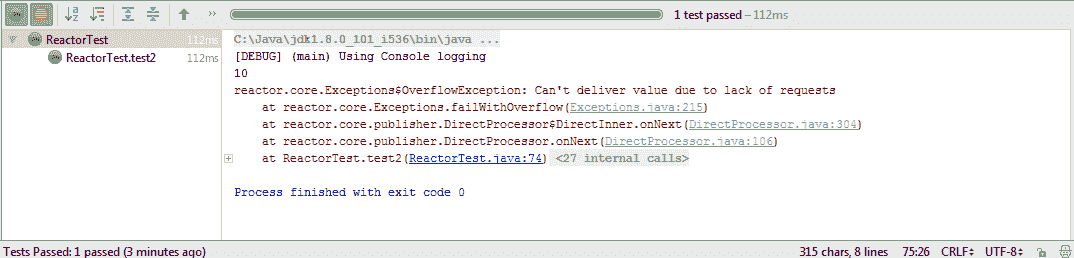 1 test passed – 112ms
ReactorTest 112ms
ReactorTest.test2 112ms
C:\Java\jdk1.8.0_101_i536\bin\java ...
[DEBUG] (main) Using Console logging
10
reactor.core.Exceptions$OverflowException: Can't deliver value due to lack of requests
at reactor.core.Exceptions.failWithOverflow(Exceptions.java:215)
at reactor.core.publisher.DirectProcessor$DirectInner.onNext(DirectProcessor.java:304)
at reactor.core.publisher.DirectProcessor.onNext(DirectProcessor.java:106)
at ReactorTest.test2(ReactorTest.java:74) <27 internal calls>
Process finished with exit code 0
Tests Passed: 1 passed (3 minutes ago) 315 chars, 8 lines 75:26 CRLF UTF-8